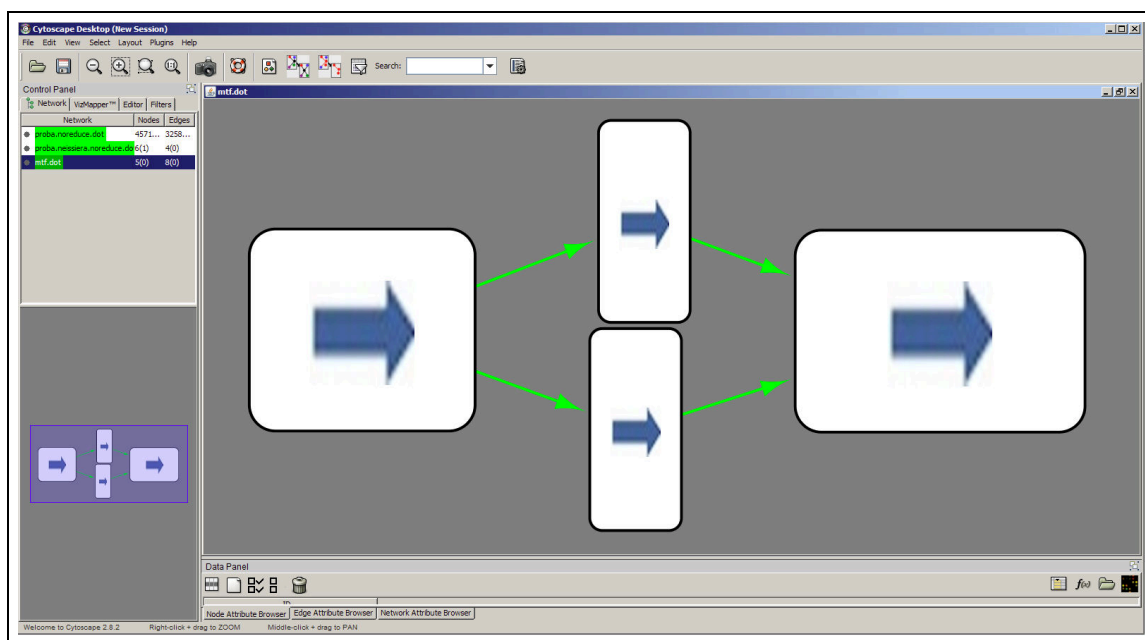 Cytoscape Desktop (New Session)
File Edit View Select Layout Plugins Help
Search:
Control Panel
Network VizMapper™ Editor Filters
Network Nodes Edges
proba.noreduce.dot 4571... 3258...
proba.neissiera.noreduce.do 6(1) 4(0)
mtf.dot 5(0) 8(0)
mtf.dot
Data Panel
f(x)
ID
Node Attribute Browser Edge Attribute Browser Network Attribute Browser
Welcome to Cytoscape 2.8.2 Right-click + drag to ZOOM Middle-click + drag to PAN